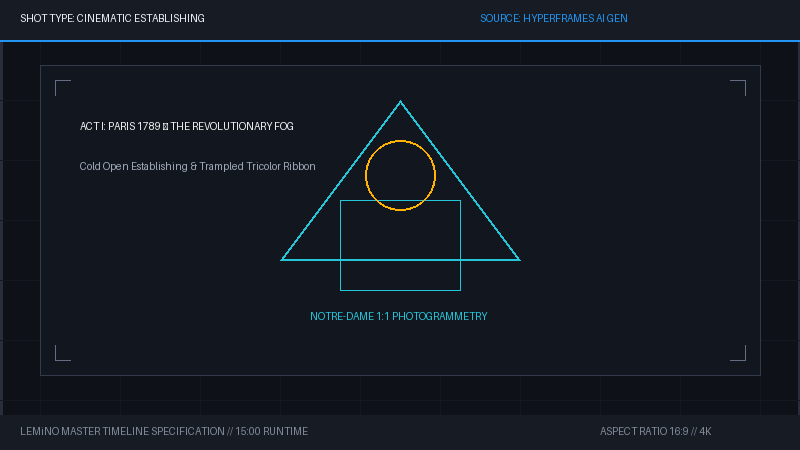 SHOT TYPE: CINEMATIC ESTABLISHING
SOURCE: HYPERFRAMES AI GEN
ACT I: PARIS 1789 ▯ THE REVOLUTIONARY FOG
Cold Open Establishing & Trampled Tricolor Ribbon
NOTRE-DAME 1:1 PHOTOGRAMMETRY
LEMiNO MASTER TIMELINE SPECIFICATION // 15:00 RUNTIME
ASPECT RATIO 16:9 // 4K